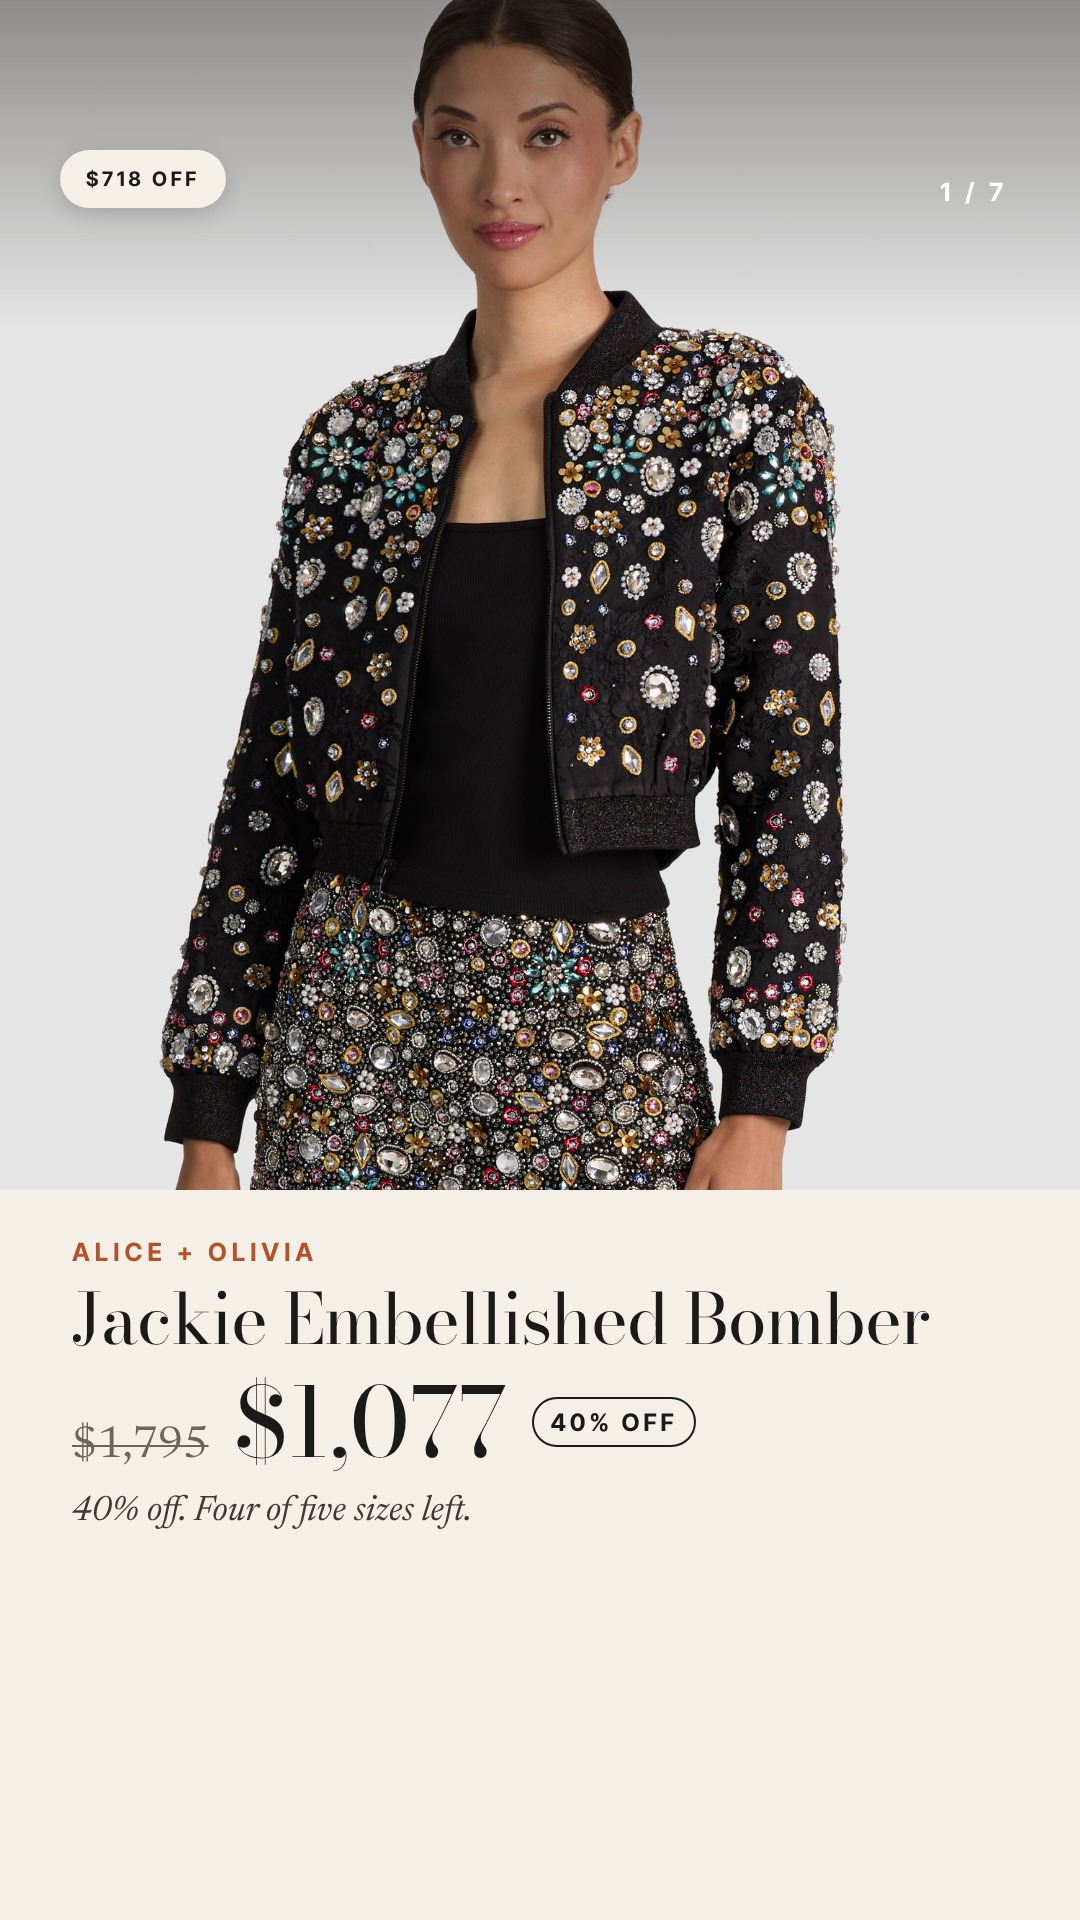 $718 OFF
1 / 7
ALICE + OLIVIA
Jackie Embellished Bomber
$1,795 $1,077 40% OFF
40% off. Four of five sizes left.